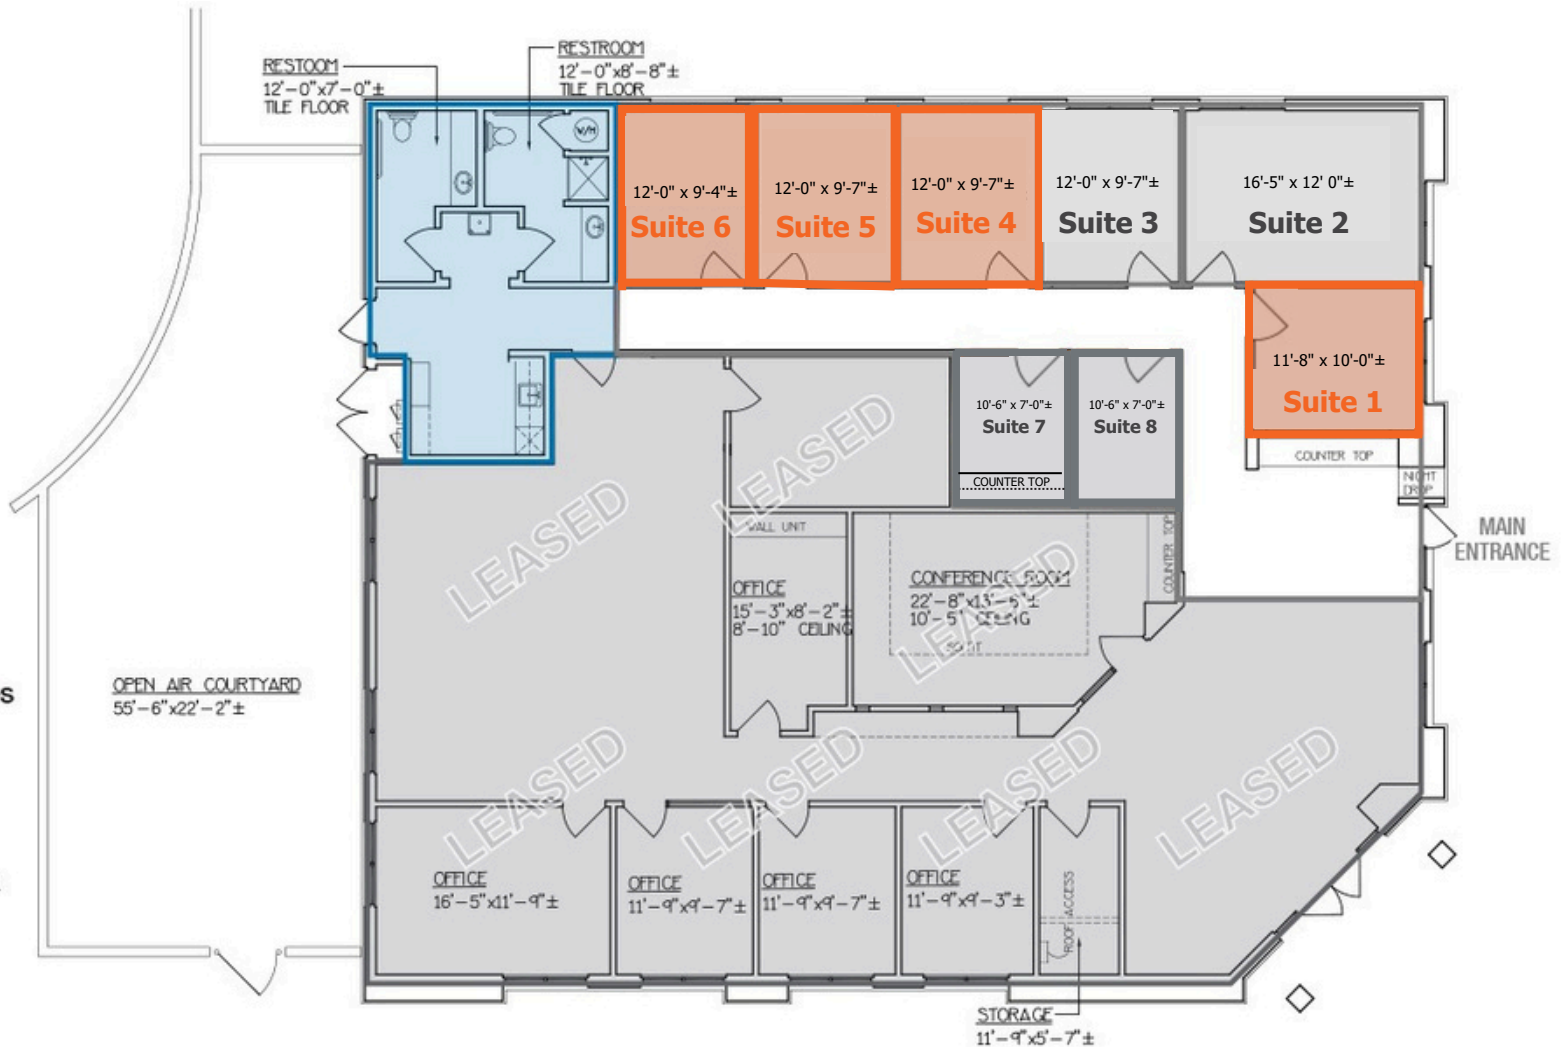 RESTOOM
12'-0"x7'-0"±
TILE FLOOR
RESTROOM
12'-0"x8'-8"±
TILE FLOOR
W/H
12'-0" x 9'-4"±
Suite 6
12'-0" x 9'-7"±
Suite 5
12'-0" x 9'-7"±
Suite 4
12'-0" x 9'-7"±
Suite 3
16'-5" x 12' 0"±
Suite 2
11'-8" x 10'-0"±
Suite 1
COUNTER TOP
NIGHT
DROP
MAIN
ENTRANCE
10'-6" x 7'-0"±
Suite 7
COUNTER TOP
10'-6" x 7'-0"±
Suite 8
LEASED
LEASED
WALL UNIT
OFFICE
15'-3"x8'-2"±
8'-10" CEILING
CONFERENCE ROOM
22'-8"x13'-6"±
10'-5" CEILING
COUNTER TOP
LEASED
S
OPEN AIR COURTYARD
55'-6"x22'-2"±
LEASED
LEASED
LEASED
LEASED
OFFICE
16'-5"x11'-9"±
OFFICE
11'-9"x9'-7"±
OFFICE
11'-9"x9'-7"±
OFFICE
11'-9"x9'-3"±
ROOF ACCESS
STORAGE
11'-9"x5'-7"±